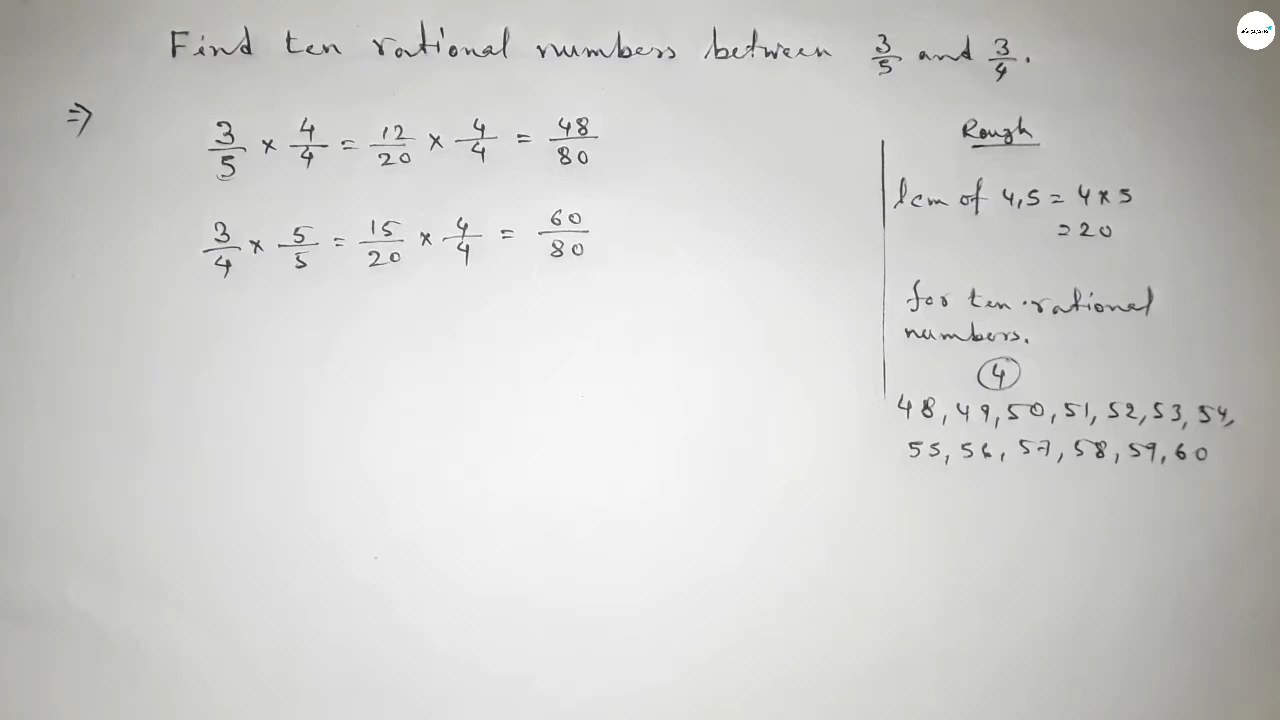 Find ten rational numbers between 3/5 and 3/4.
⇒ 3/5 × 4/4 = 12/20 × 4/4 = 48/80
3/4 × 5/5 = 15/20 × 4/4 = 60/80
Rough
lcm of 4,5 = 4×5
=20
for ten rational
numbers.
4
48, 49, 50, 51, 52, 53, 54,
55, 56, 57, 58, 59, 60